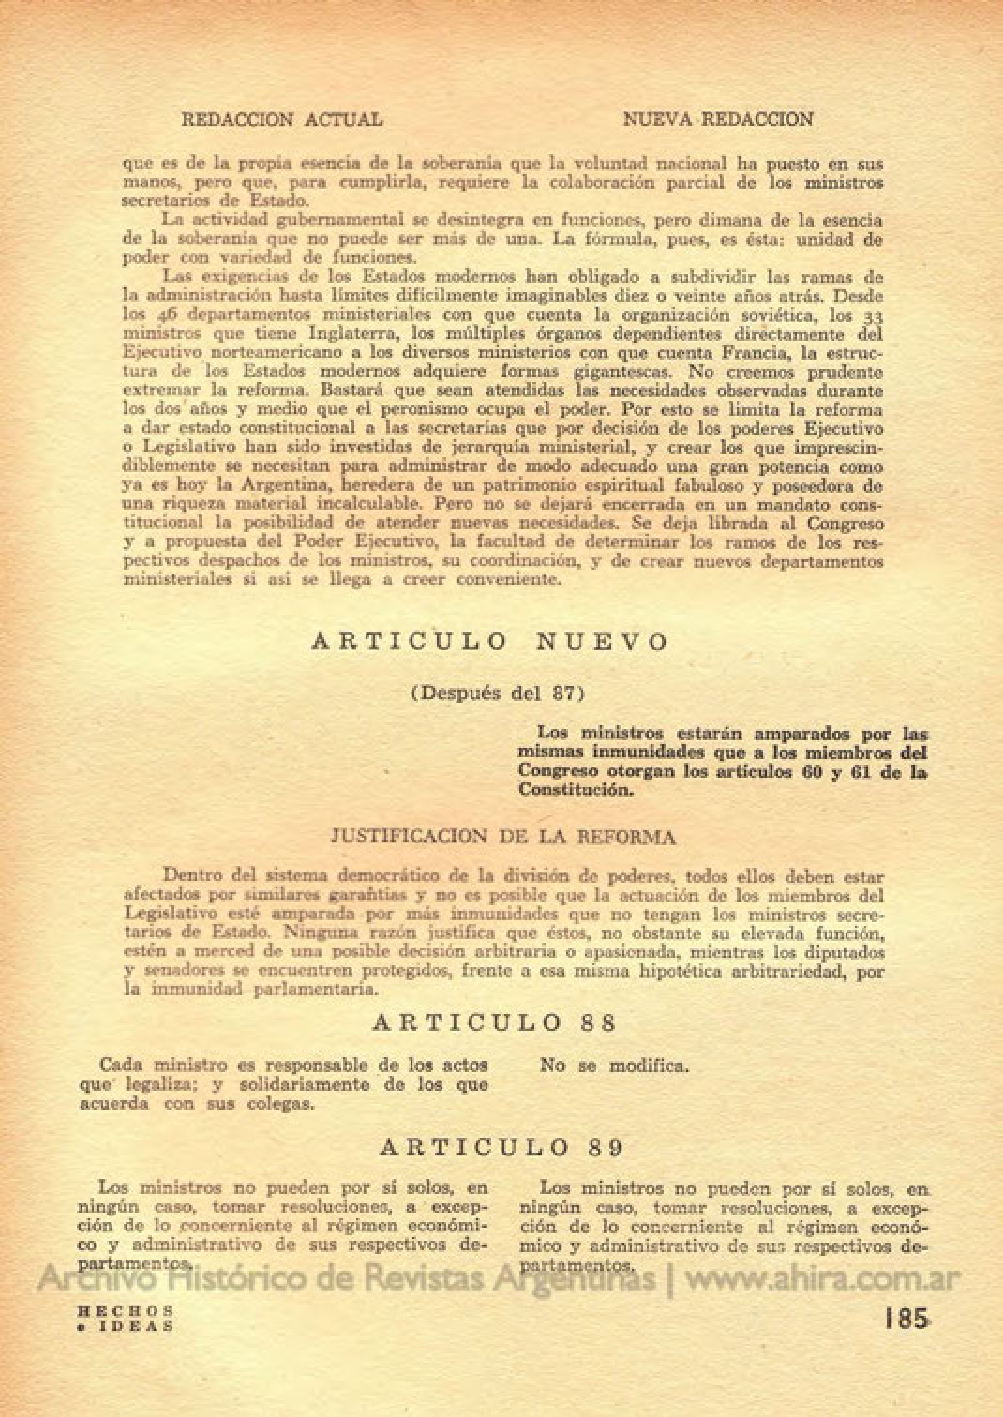 REDACCION ACTUAL
NUEVA REDACCION
que es de la propia esencia de la soberanía que la voluntad nacional ha puesto en sus
manos, pero que, para cumplirla, requiere la colaboración parcial de los ministros
secretarios de Estado.
La actividad gubernamental se desintegra en funciones, pero dimana de la esencia
de la soberanía que no puede ser más de una. La fórmula, pues, es ésta: unidad de
poder con variedad de funciones.
Las exigencias de los Estados modernos han obligado a subdividir las ramas de
la administración hasta límites difícilmente imaginables diez o veinte años atrás. Desde
los 46 departamentos ministeriales con que cuenta la organización soviética, los 33
ministros que tiene Inglaterra, los múltiples órganos dependientes directamente del
Ejecutivo norteamericano a los diversos ministerios con que cuenta Francia, la estruc-
tura de los Estados modernos adquiere formas gigantescas. No creemos prudente
extremar la reforma. Bastará que sean atendidas las necesidades observadas durante
los dos años y medio que el peronismo ocupa el poder. Por esto se limita la reforma
a dar estado constitucional a las secretarías que por decisión de los poderes Ejecutivo
o Legislativo han sido investidas de jerarquía ministerial, y crear los que imprescin-
diblemente se necesitan para administrar de modo adecuado una gran potencia como
ya es hoy la Argentina, heredera de un patrimonio espiritual fabuloso y poseedora de
una riqueza material incalculable. Pero no se dejará encerrada en un mandato cons-
titucional la posibilidad de atender nuevas necesidades. Se deja librada al Congreso
y a propuesta del Poder Ejecutivo, la facultad de determinar los ramos de los res-
pectivos despachos de los ministros, su coordinación, y de crear nuevos departamentos
ministeriales si así se llega a creer conveniente.
ARTICULO NUEVO
(Después del 87)
Los ministros estarán amparados por las
mismas inmunidades que a los miembros del
Congreso otorgan los artículos 60 y 61 de la
Constitución.
JUSTIFICACION DE LA REFORMA
Dentro del sistema democrático de la división de poderes, todos ellos deben estar
afectados por similares garantías y no es posible que la actuación de los miembros del
Legislativo esté amparada por más inmunidades que no tengan los ministros secre-
tarios de Estado. Ninguna razón justifica que éstos, no obstante su elevada función,
estén a merced de una posible decisión arbitraria o apasionada, mientras los diputados
y senadores se encuentren protegidos, frente a esa misma hipotética arbitrariedad, por
la inmunidad parlamentaria.
ARTICULO 88
Cada ministro es responsable de los actos
que legaliza; y solidariamente de los que
acuerda con sus colegas.
No se modifica.
ARTICULO 89
Los ministros no pueden por sí solos, en
ningún caso, tomar resoluciones, a excep-
ción de lo concerniente al régimen económi-
co y administrativo de sus respectivos de-
partamentos.
Los ministros no pueden por sí solos, en
ningún caso, tomar resoluciones, a excep-
ción de lo concerniente al régimen econó-
mico y administrativo de sus respectivos de-
partamentos.
Archivo Histórico de Revistas Argentinas | www.ahira.com.ar
HECHOS
e IDEAS
185